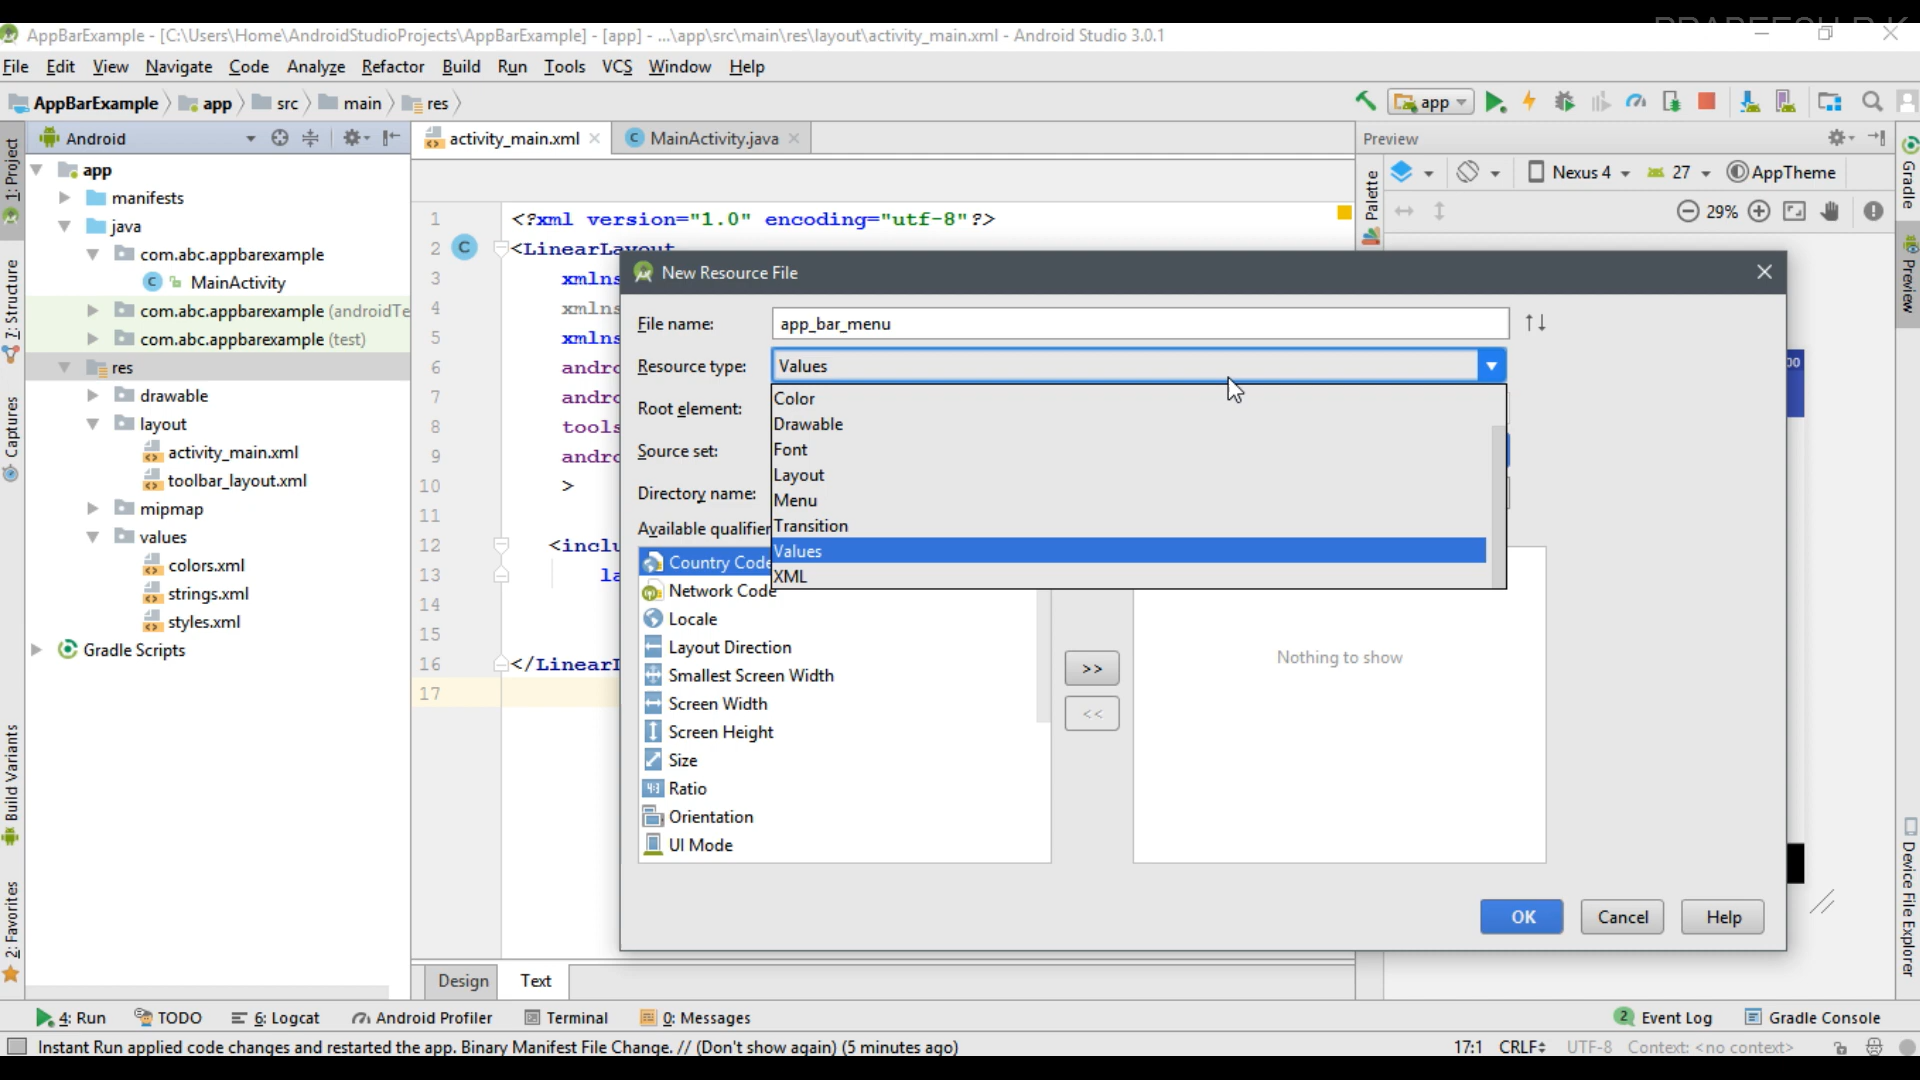 AppBarExample - [C:\Users\Home\AndroidStudioProjects\AppBarExample] - [app] - ...\app\src\main\res\layout\activity_main.xml - Android Studio 3.0.1
File Edit View Navigate Code Analyze Refactor Build Run Tools VCS Window Help
AppBarExample app src main res
app
Android
activity_main.xml
MainActivity.java
Preview
Nexus 4 27 AppTheme
29%
Palette
1: Project
7: Structure
Captures
Build Variants
2: Favorites
Gradle
Preview
Device File Explorer
app
manifests
java
com.abc.appbarexample
MainActivity
com.abc.appbarexample (androidTe
com.abc.appbarexample (test)
res
drawable
layout
activity_main.xml
toolbar_layout.xml
mipmap
values
colors.xml
strings.xml
styles.xml
Gradle Scripts
1 <?xml version="1.0" encoding="utf-8"?>
2 <LinearLayout
3 xmlns
4 xmlns
5 xmlns
6 andro
7 andro
8 tools
9 andro
10 >
11
12 <inclu
13 la
14
15
16 </LinearL
17
New Resource File
File name: app_bar_menu
Resource type: Values
Root element:
Source set:
Directory name:
Available qualifier
Color
Drawable
Font
Layout
Menu
Transition
Values
XML
Country Code
Network Code
Locale
Layout Direction
Smallest Screen Width
Screen Width
Screen Height
Size
Ratio
Orientation
UI Mode
>>
<<
Nothing to show
OK Cancel Help
Design Text
4: Run TODO 6: Logcat Android Profiler Terminal 0: Messages 2 Event Log Gradle Console
Instant Run applied code changes and restarted the app. Binary Manifest File Change. // (Don't show again) (5 minutes ago) 17:1 CRLF UTF-8 Context: <no context>